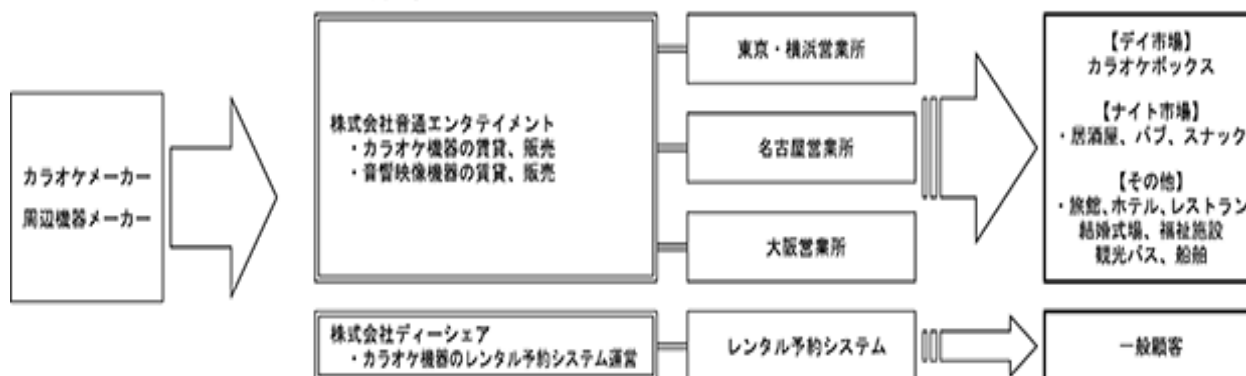 カラオケメーカー
周辺機器メーカー
株式会社音通エンタテイメント
・カラオケ機器の賃貸、販売
・音響映像機器の賃貸、販売
東京・横浜営業所
名古屋営業所
大阪営業所
【デイ市場】
カラオケボックス
【ナイト市場】
・居酒屋、パブ、スナック
【その他】
・旅館、ホテル、レストラン
結婚式場、福祉施設
観光バス、船舶
株式会社ディーシェア
・カラオケ機器のレンタル予約システム運営
レンタル予約システム
一般顧客